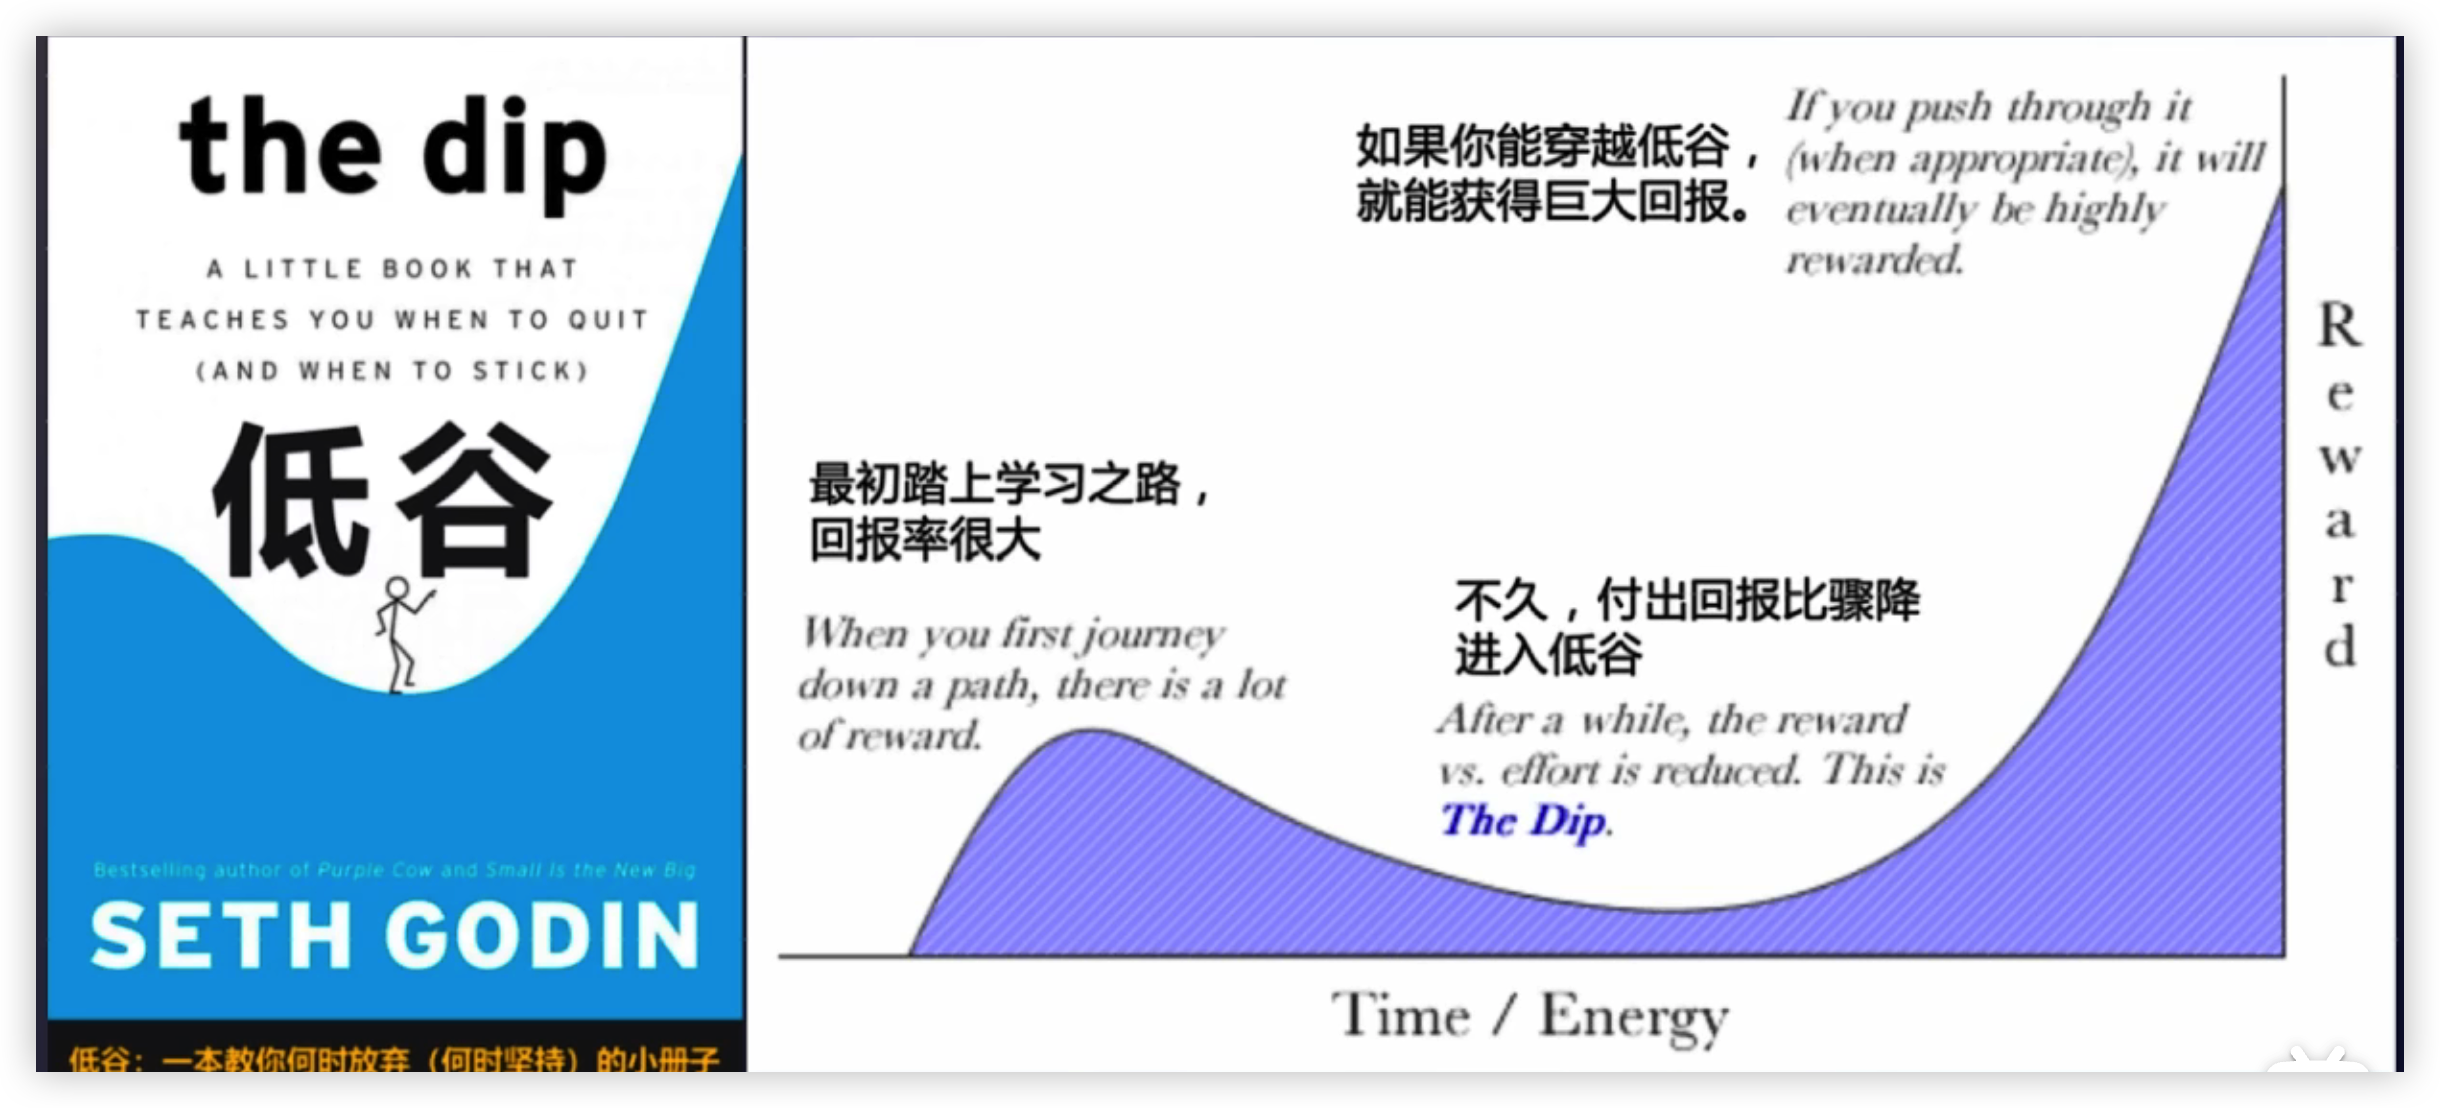 the dip
A LITTLE BOOK THAT
TEACHES YOU WHEN TO QUIT
(AND WHEN TO STICK)
低谷
Bestselling author of Purple Cow and Small Is the New Big
SETH GODIN
低谷：一本教你何时放弃（何时坚持）的小册子
如果你能穿越低谷，
就能获得巨大回报。
If you push through it
(when appropriate), it will
eventually be highly
rewarded.
最初踏上学习之路，
回报率很大
When you first journey
down a path, there is a lot
of reward.
不久，付出回报比骤降
进入低谷
After a while, the reward
vs. effort is reduced. This is
The Dip.
Reward
Time / Energy